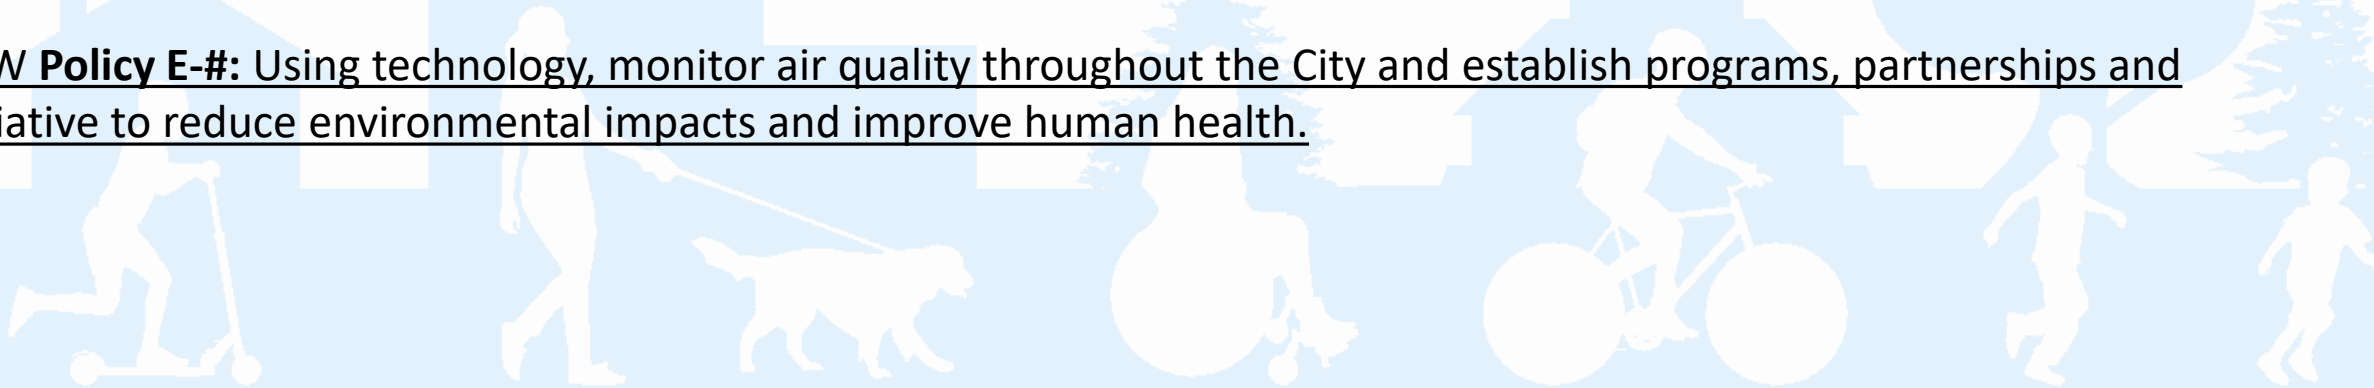 W Policy E-#: Using technology, monitor air quality throughout the City and establish programs, partnerships and
iative to reduce environmental impacts and improve human health.